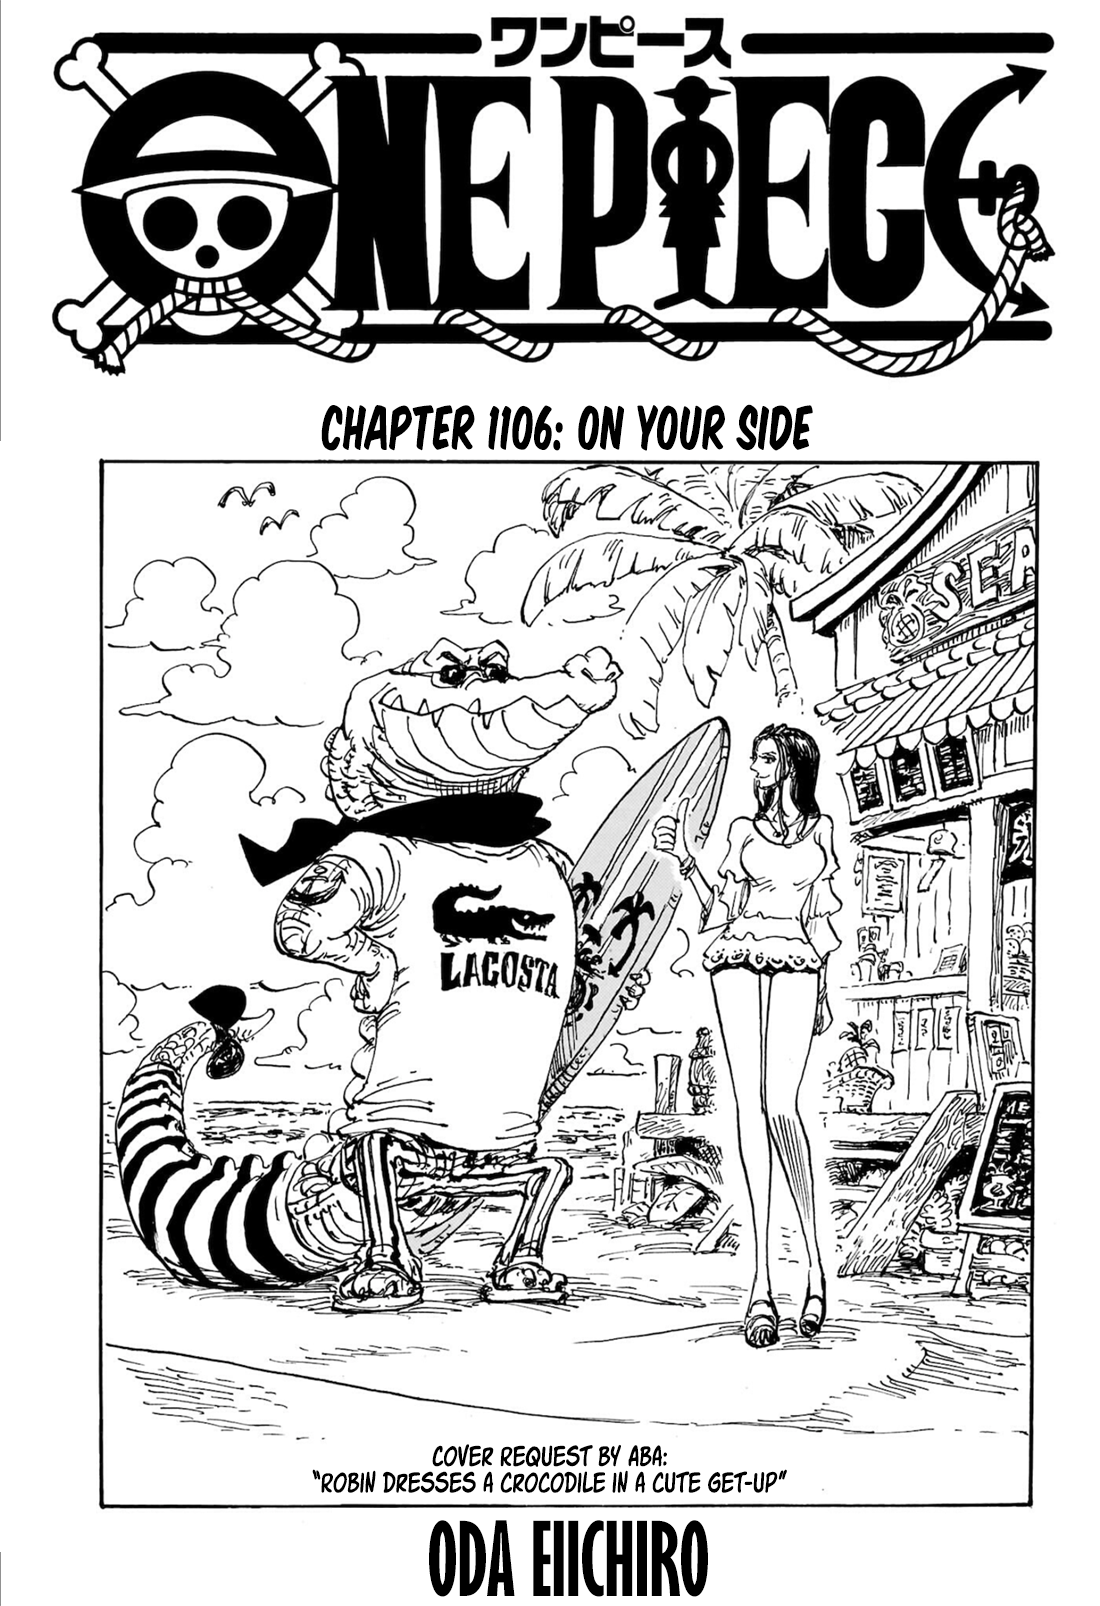 ワンピース
ONE PIECE
CHAPTER 1106: ON YOUR SIDE
SEA
LACOSTA
COVER REQUEST BY ABA:
"ROBIN DRESSES A CROCODILE IN A CUTE GET-UP"
ODA EIICHIRO